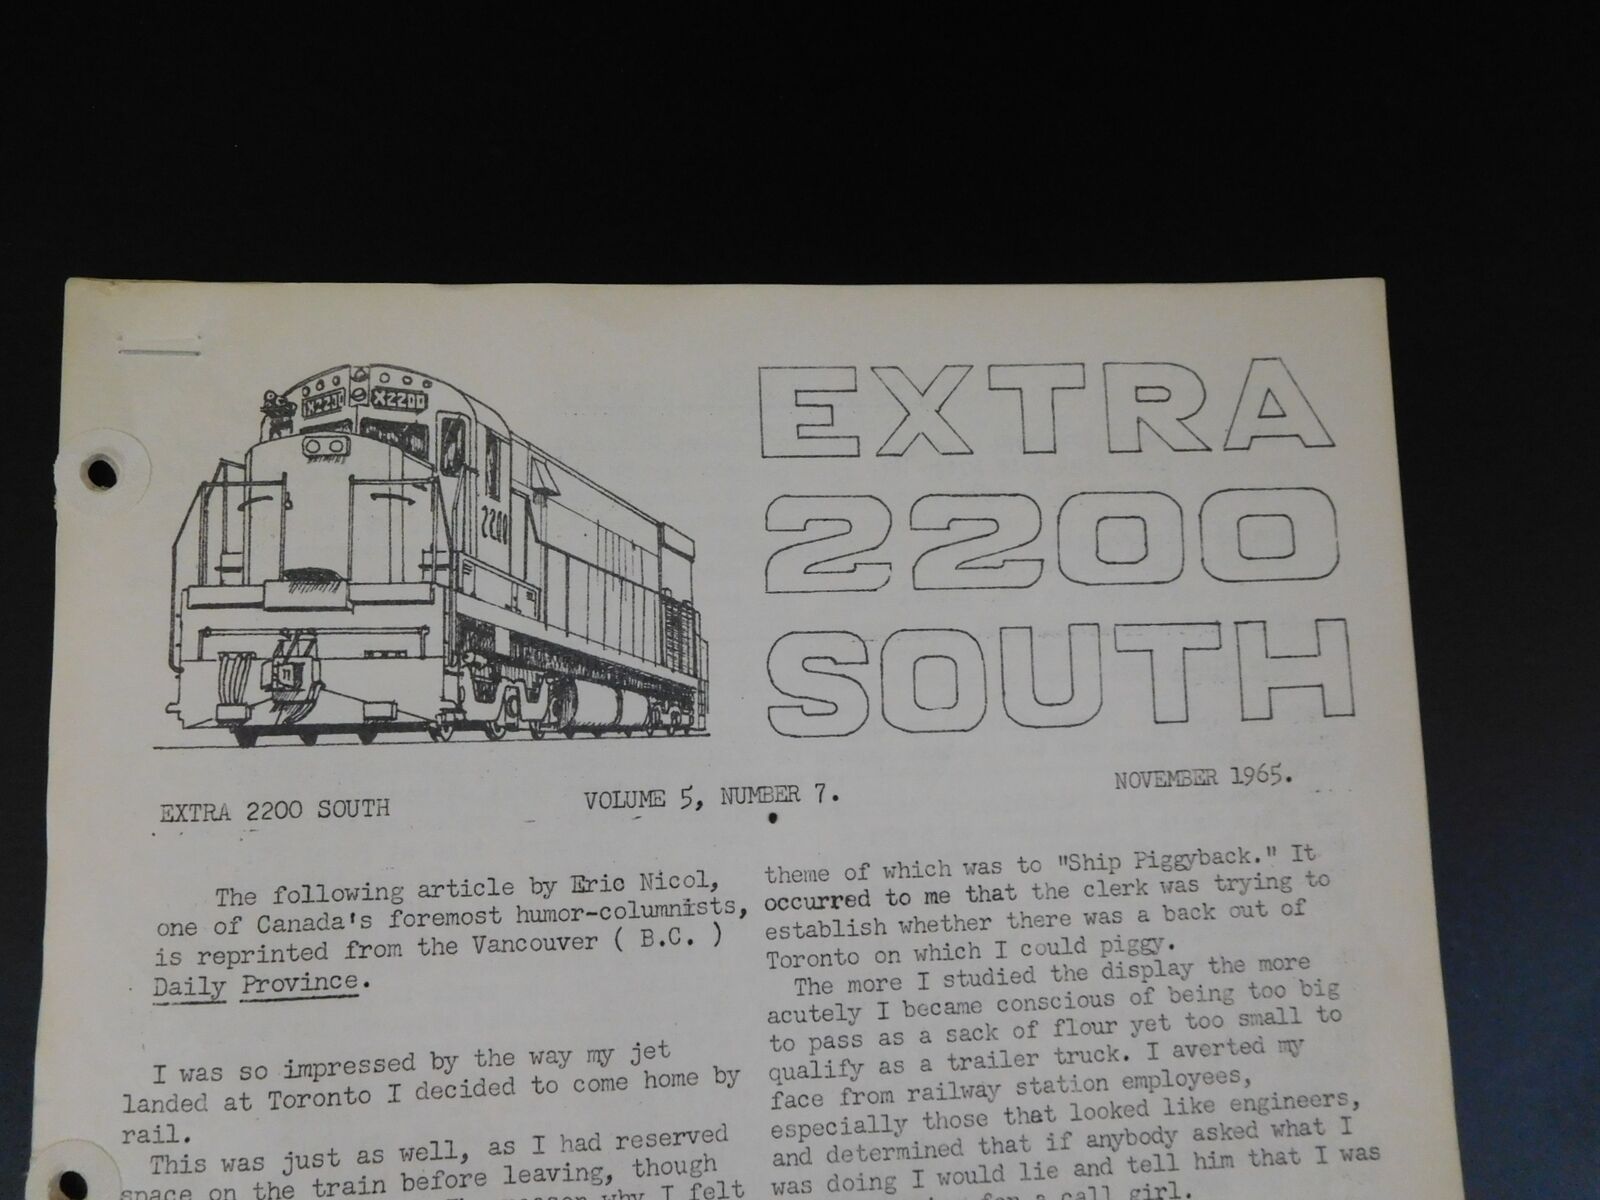 X2200
X2200
2200
EXTRA
2200
SOUTH
EXTRA 2200 SOUTH
VOLUME 5, NUMBER 7.
NOVEMBER 1965.
The following article by Eric Nicol,
one of Canada's foremost humor-columnists,
is reprinted from the Vancouver ( B.C. )
Daily Province.
I was so impressed by the way my jet
landed at Toronto I decided to come home by
rail.
This was just as well, as I had reserved
space on the train before leaving, though
reason why I felt
theme of which was to "Ship Piggyback." It
occurred to me that the clerk was trying to
establish whether there was a back out of
Toronto on which I could piggy.
The more I studied the display the more
acutely I became conscious of being too big
to pass as a sack of flour yet too small to
qualify as a trailer truck. I averted my
face from railway station employees,
especially those that looked like engineers,
and determined that if anybody asked what I
was doing I would lie and tell him that I was
for a call girl.